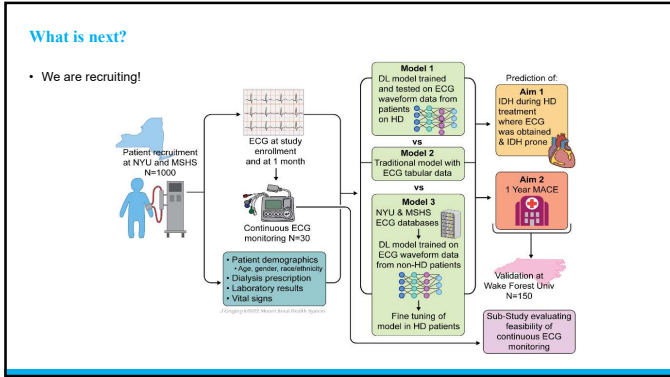 What is next?
• We are recruiting!
Patient recruitment
at NYU and MSHS
N=1000
ECG at study
enrollment
and at 1 month
Continuous ECG
monitoring N=30
• Patient demographics
• Age, gender, race/ethnicity
• Dialysis prescription
• Laboratory results
• Vital signs
Model 1
DL model trained
and tested on ECG
waveform data from
patients
on HD
vs
Model 2
Traditional model with
ECG tabular data
vs
Model 3
NYU & MSHS
ECG databases
DL model trained on
ECG waveform data
from non-HD patients
Fine tuning of
model in HD patients
Prediction of:
Aim 1
IDH during HD
treatment
where ECG
was obtained
& IDH prone
Aim 2
1 Year MACE
Validation at
Wake Forest Univ
N=150
Sub-Study evaluating
feasibility of
continuous ECG
monitoring